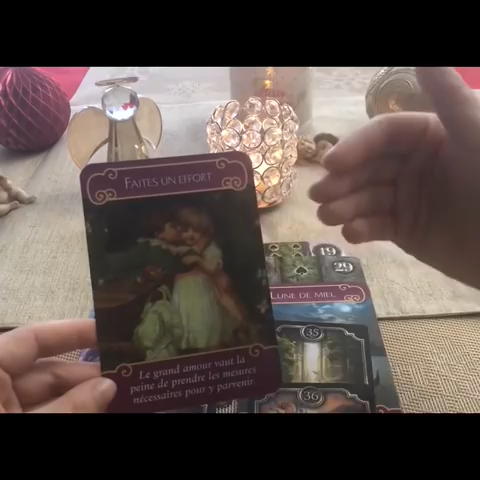 FAITES UN EFFORT
Le grand amour vaut la
peine de prendre les mesures
nécessaires pour y parvenir.
19
29
LUNE DE MIEL
35
36